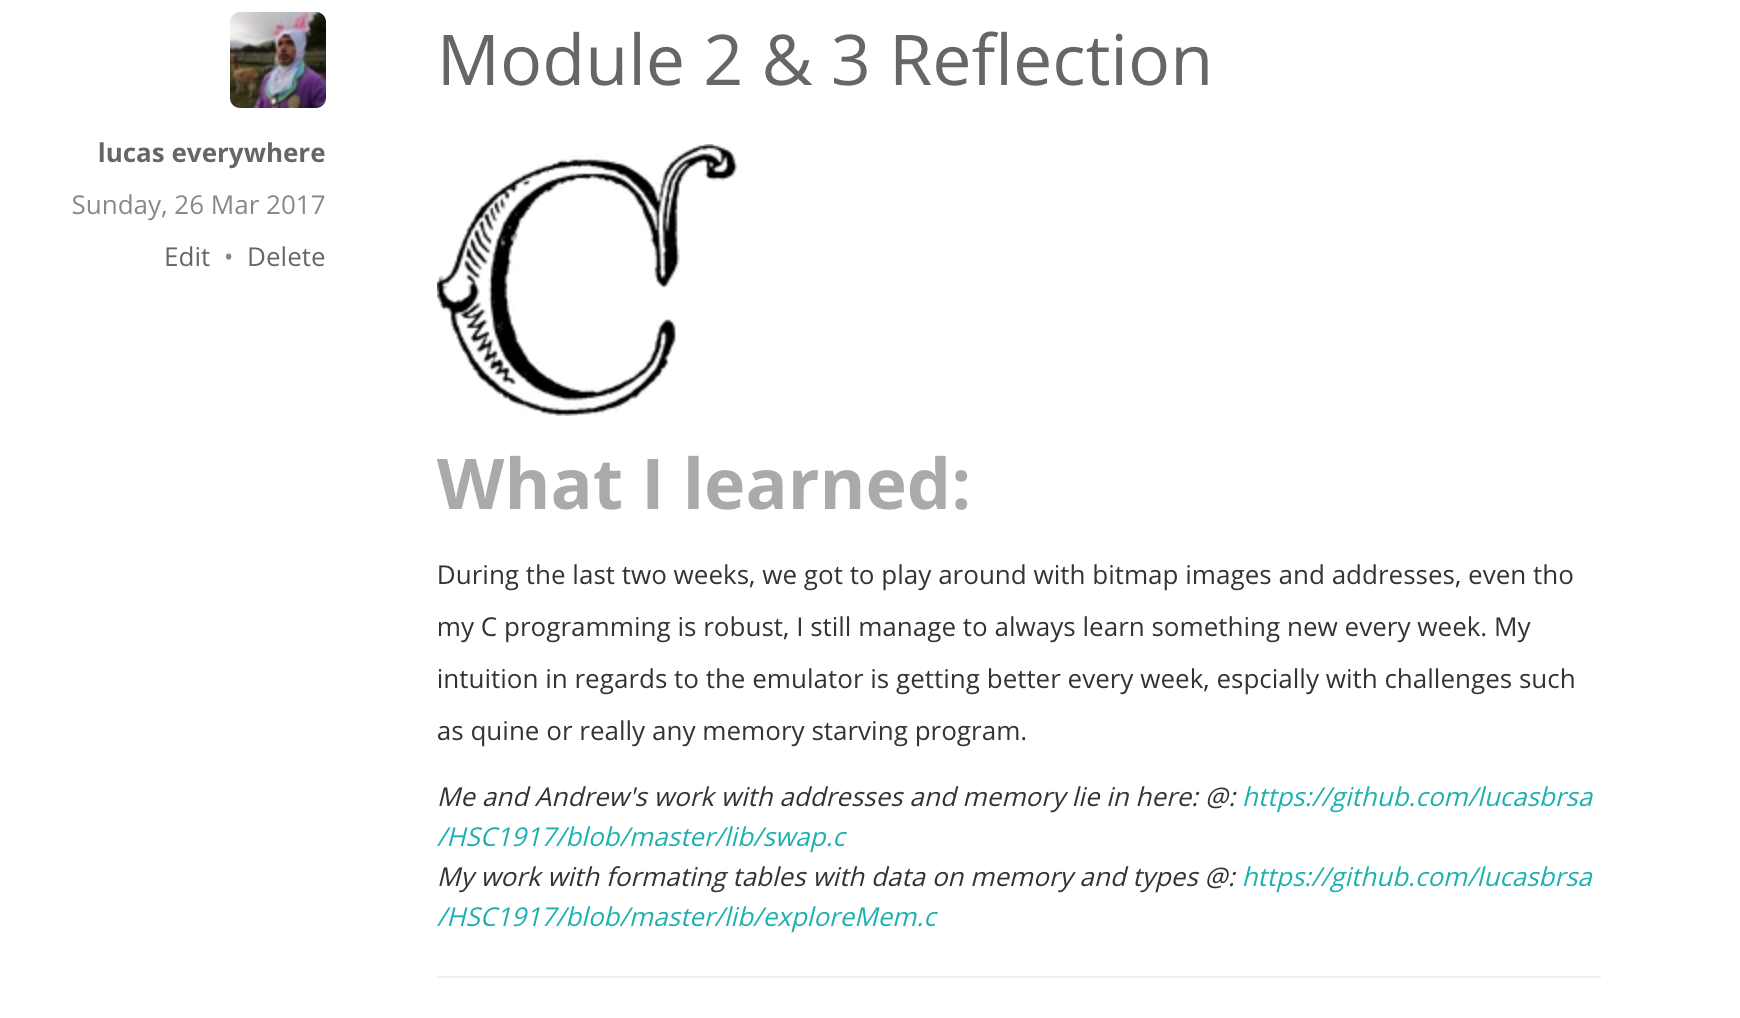 Module 2 & 3 Reflection
lucas everywhere
Sunday, 26 Mar 2017
Edit • Delete
C
What I learned:
During the last two weeks, we got to play around with bitmap images and addresses, even tho
my C programming is robust, I still manage to always learn something new every week. My
intuition in regards to the emulator is getting better every week, espcially with challenges such
as quine or really any memory starving program.
Me and Andrew's work with addresses and memory lie in here: @: https://github.com/lucasbrsa
/HSC1917/blob/master/lib/swap.c
My work with formating tables with data on memory and types @: https://github.com/lucasbrsa
/HSC1917/blob/master/lib/exploreMem.c